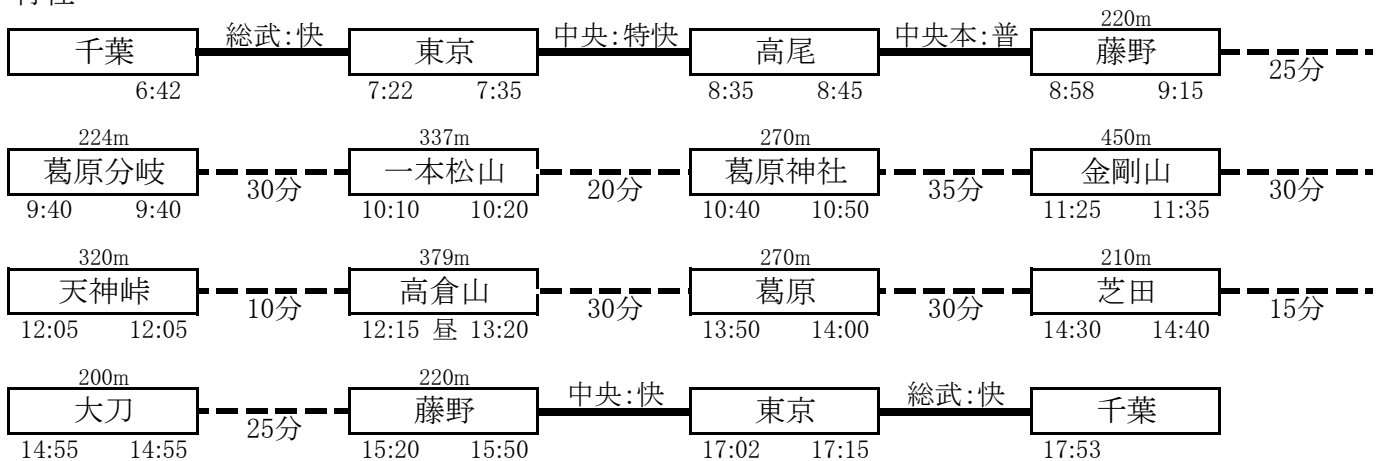 220m
千葉 総武:快 東京 中央:特快 高尾 中央本:普 藤野 25分
6:42 7:22 7:35 8:35 8:45 8:58 9:15
224m 337m 270m 450m
葛原分岐 30分 一本松山 20分 葛原神社 35分 金剛山 30分
9:40 9:40 10:10 10:20 10:40 10:50 11:25 11:35
320m 379m 270m 210m
天神峠 10分 高倉山 30分 葛原 30分 芝田 15分
12:05 12:05 12:15 昼 13:20 13:50 14:00 14:30 14:40
200m 220m
大刀 25分 藤野 中央:快 東京 総武:快 千葉
14:55 14:55 15:20 15:50 17:02 17:15 17:53